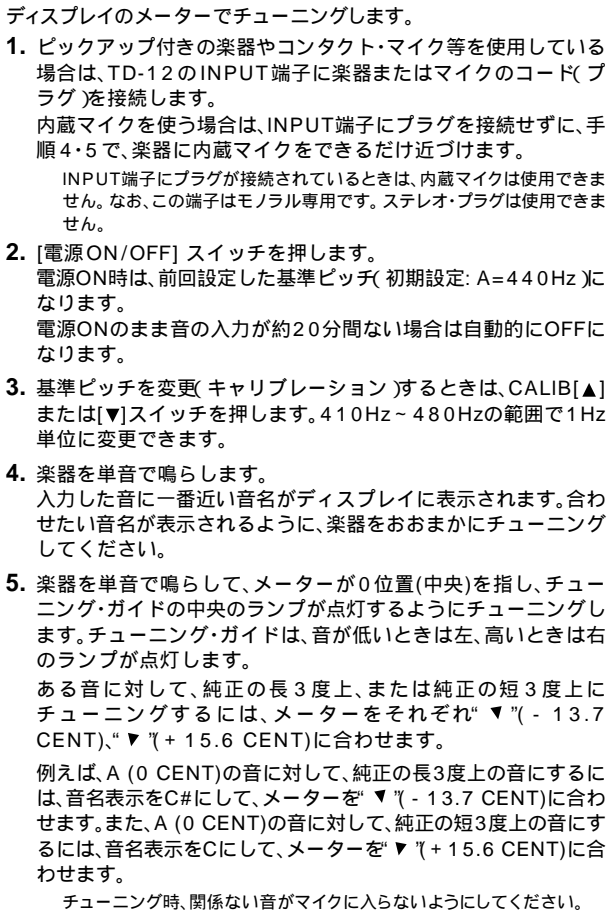 ディスプレイのメーターでチューニングします。
1. ピックアップ付きの楽器やコンタクト・マイク等を使用している
場合は、TD-12のINPUT端子に楽器またはマイクのコード(プ
ラグ)を接続します。
内蔵マイクを使う場合は、INPUT端子にプラグを接続せずに、手
順4・5で、楽器に内蔵マイクをできるだけ近づけます。
INPUT端子にプラグが接続されているときは、内蔵マイクは使用できま
せん。なお、この端子はモノラル専用です。ステレオ・プラグは使用できま
せん。
2. [電源ON/OFF] スイッチを押します。
電源ON時は、前回設定した基準ピッチ(初期設定: A=440Hz)に
なります。
電源ONのまま音の入力が約20分間ない場合は自動的にOFFに
なります。
3. 基準ピッチを変更(キャリブレーション)するときは、CALIB[▲]
または[▼]スイッチを押します。410Hz~480Hzの範囲で1Hz
単位に変更できます。
4. 楽器を単音で鳴らします。
入力した音に一番近い音名がディスプレイに表示されます。合わ
せたい音名が表示されるように、楽器をおおまかにチューニング
してください。
5. 楽器を単音で鳴らして、メーターが0位置(中央)を指し、チュー
ニング・ガイドの中央のランプが点灯するようにチューニングし
ます。チューニング・ガイドは、音が低いときは左、高いときは右
のランプが点灯します。
ある音に対して、純正の長3度上、または純正の短3度上に
チューニングするには、メーターをそれぞれ“▼”(-13.7
CENT)、“▼”(+15.6 CENT)に合わせます。
例えば、A (0 CENT)の音に対して、純正の長3度上の音にするに
は、音名表示をC#にして、メーターを“▼”(-13.7 CENT)に合わ
せます。また、A (0 CENT)の音に対して、純正の短3度上の音にす
るには、音名表示をCにして、メーターを“▼”(+15.6 CENT)に合
わせます。
チューニング時、関係ない音がマイクに入らないようにしてください。